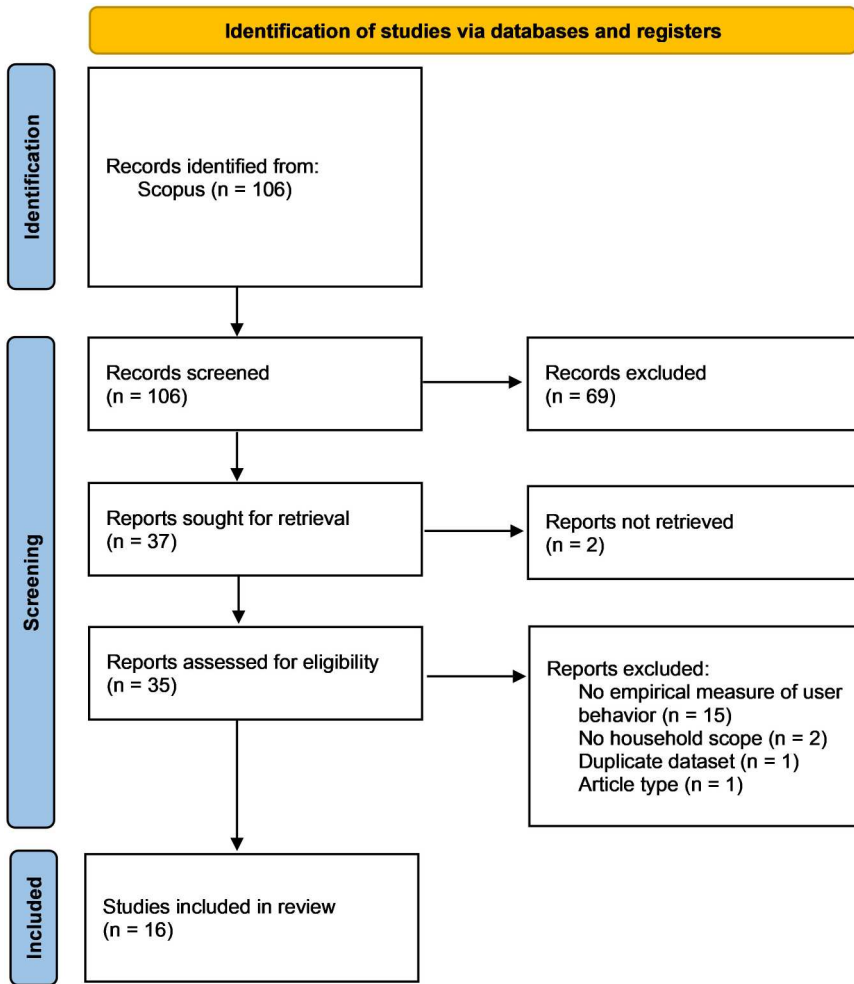 Identification of studies via databases and registers
Identification
Records identified from:
Scopus (n = 106)
Screening
Records screened
(n = 106)
Records excluded
(n = 69)
Reports sought for retrieval
(n = 37)
Reports not retrieved
(n = 2)
Reports assessed for eligibility
(n = 35)
Reports excluded:
No empirical measure of user
behavior (n = 15)
No household scope (n = 2)
Duplicate dataset (n = 1)
Article type (n = 1)
Included
Studies included in review
(n = 16)